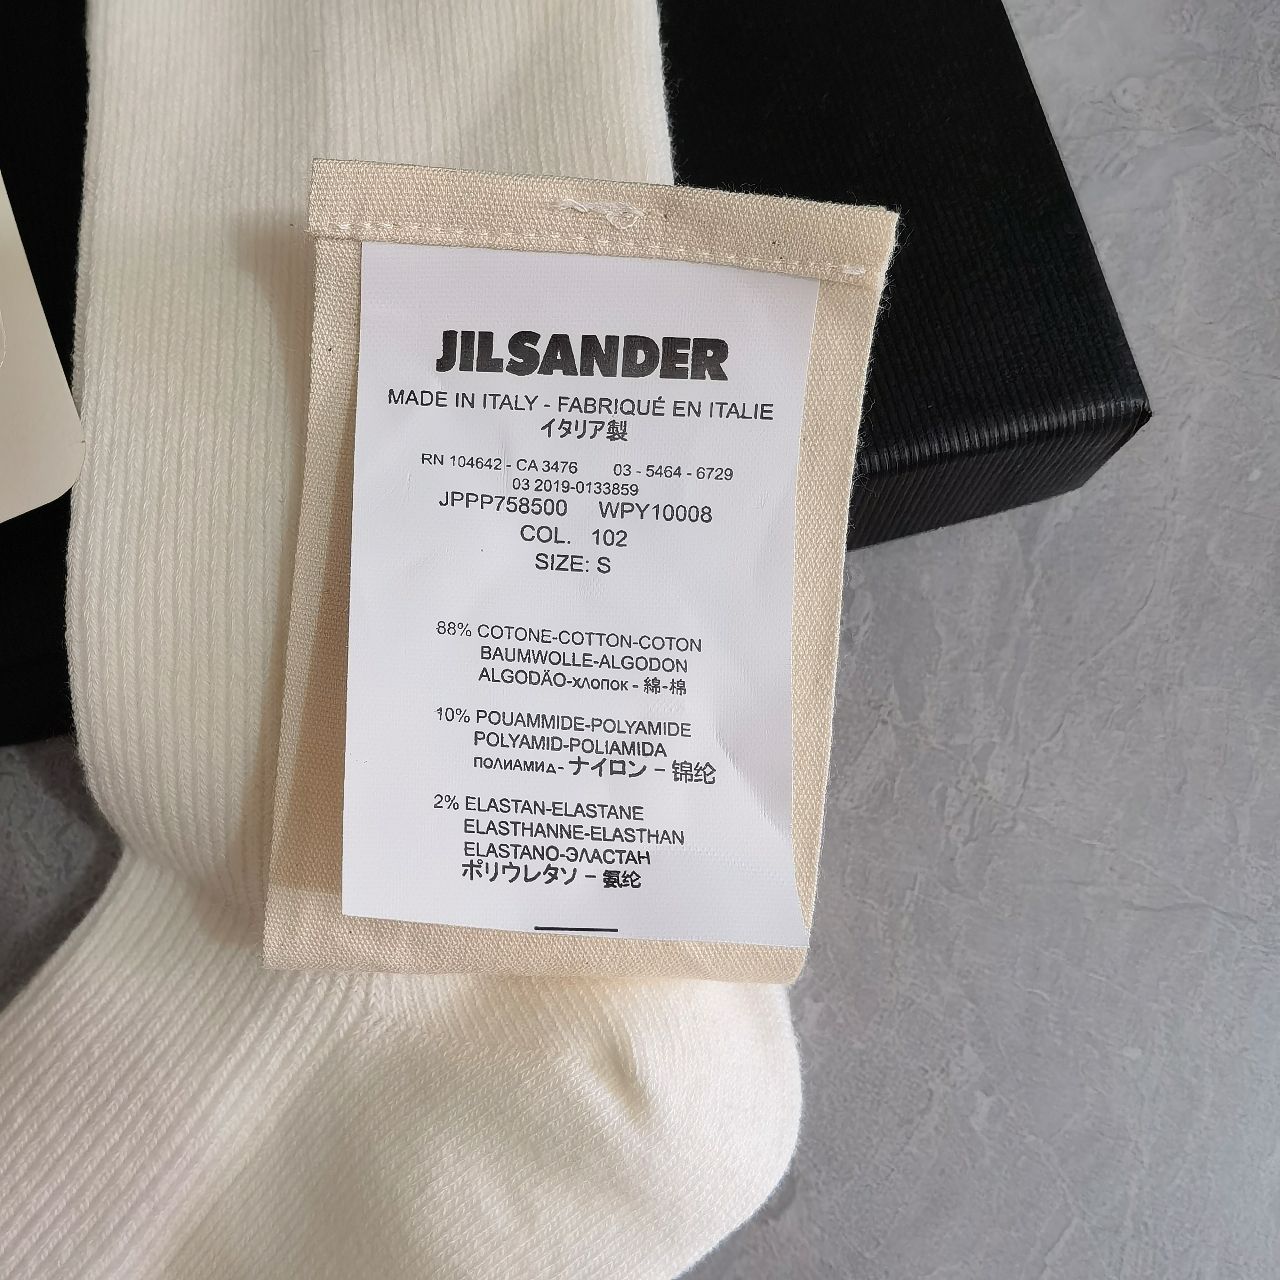 JILSANDER
MADE IN ITALY - FABRIQUÉ EN ITALIE
イタリア製
RN 104642 - CA 3476 03 - 5464 - 6729
03 2019-0133859
JPPP758500 WPY10008
COL. 102
SIZE: S
88% COTONE-COTTON-COTON
BAUMWOLLE-ALGODON
ALGODÄO-хлопок - 綿-棉
10% POUAMMIDE-POLYAMIDE
POLYAMID-POLIAMIDA
ПОЛИАМИД- ナイロン - 锦纶
2% ELASTAN-ELASTANE
ELASTHANNE-ELASTHAN
ELASTANO-ЭЛАСТАН
ポリウレタソ - 氨纶